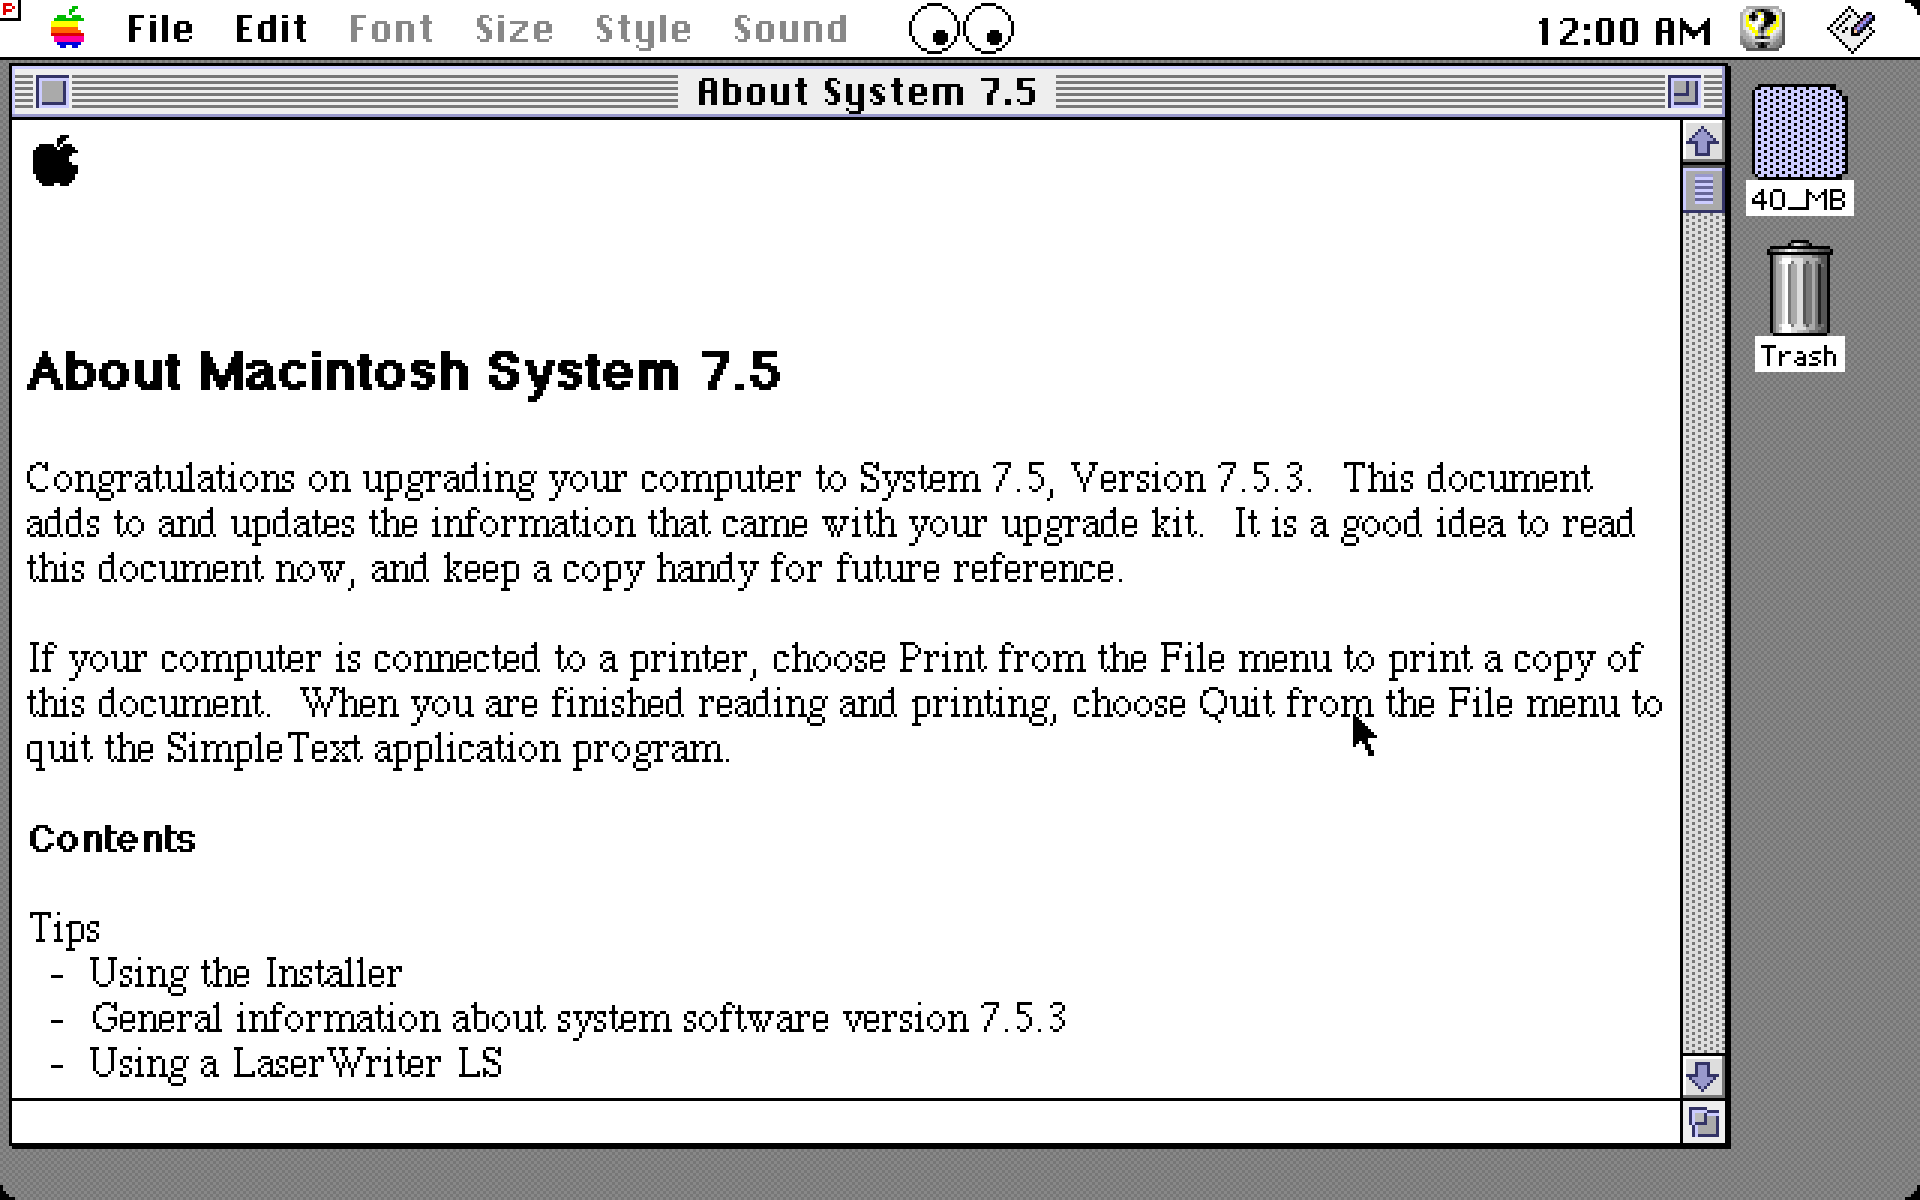 P
File Edit Font Size Style Sound 12:00 AM
About System 7.5
40_MB
Trash
About Macintosh System 7.5
Congratulations on upgrading your computer to System 7.5, Version 7.5.3.  This document
adds to and updates the information that came with your upgrade kit.  It is a good idea to read
this document now, and keep a copy handy for future reference.
If your computer is connected to a printer, choose Print from the File menu to print a copy of
this document.  When you are finished reading and printing, choose Quit from the File menu to
quit the SimpleText application program.
Contents
Tips
-  Using the Installer
-  General information about system software version 7.5.3
-  Using a LaserWriter LS